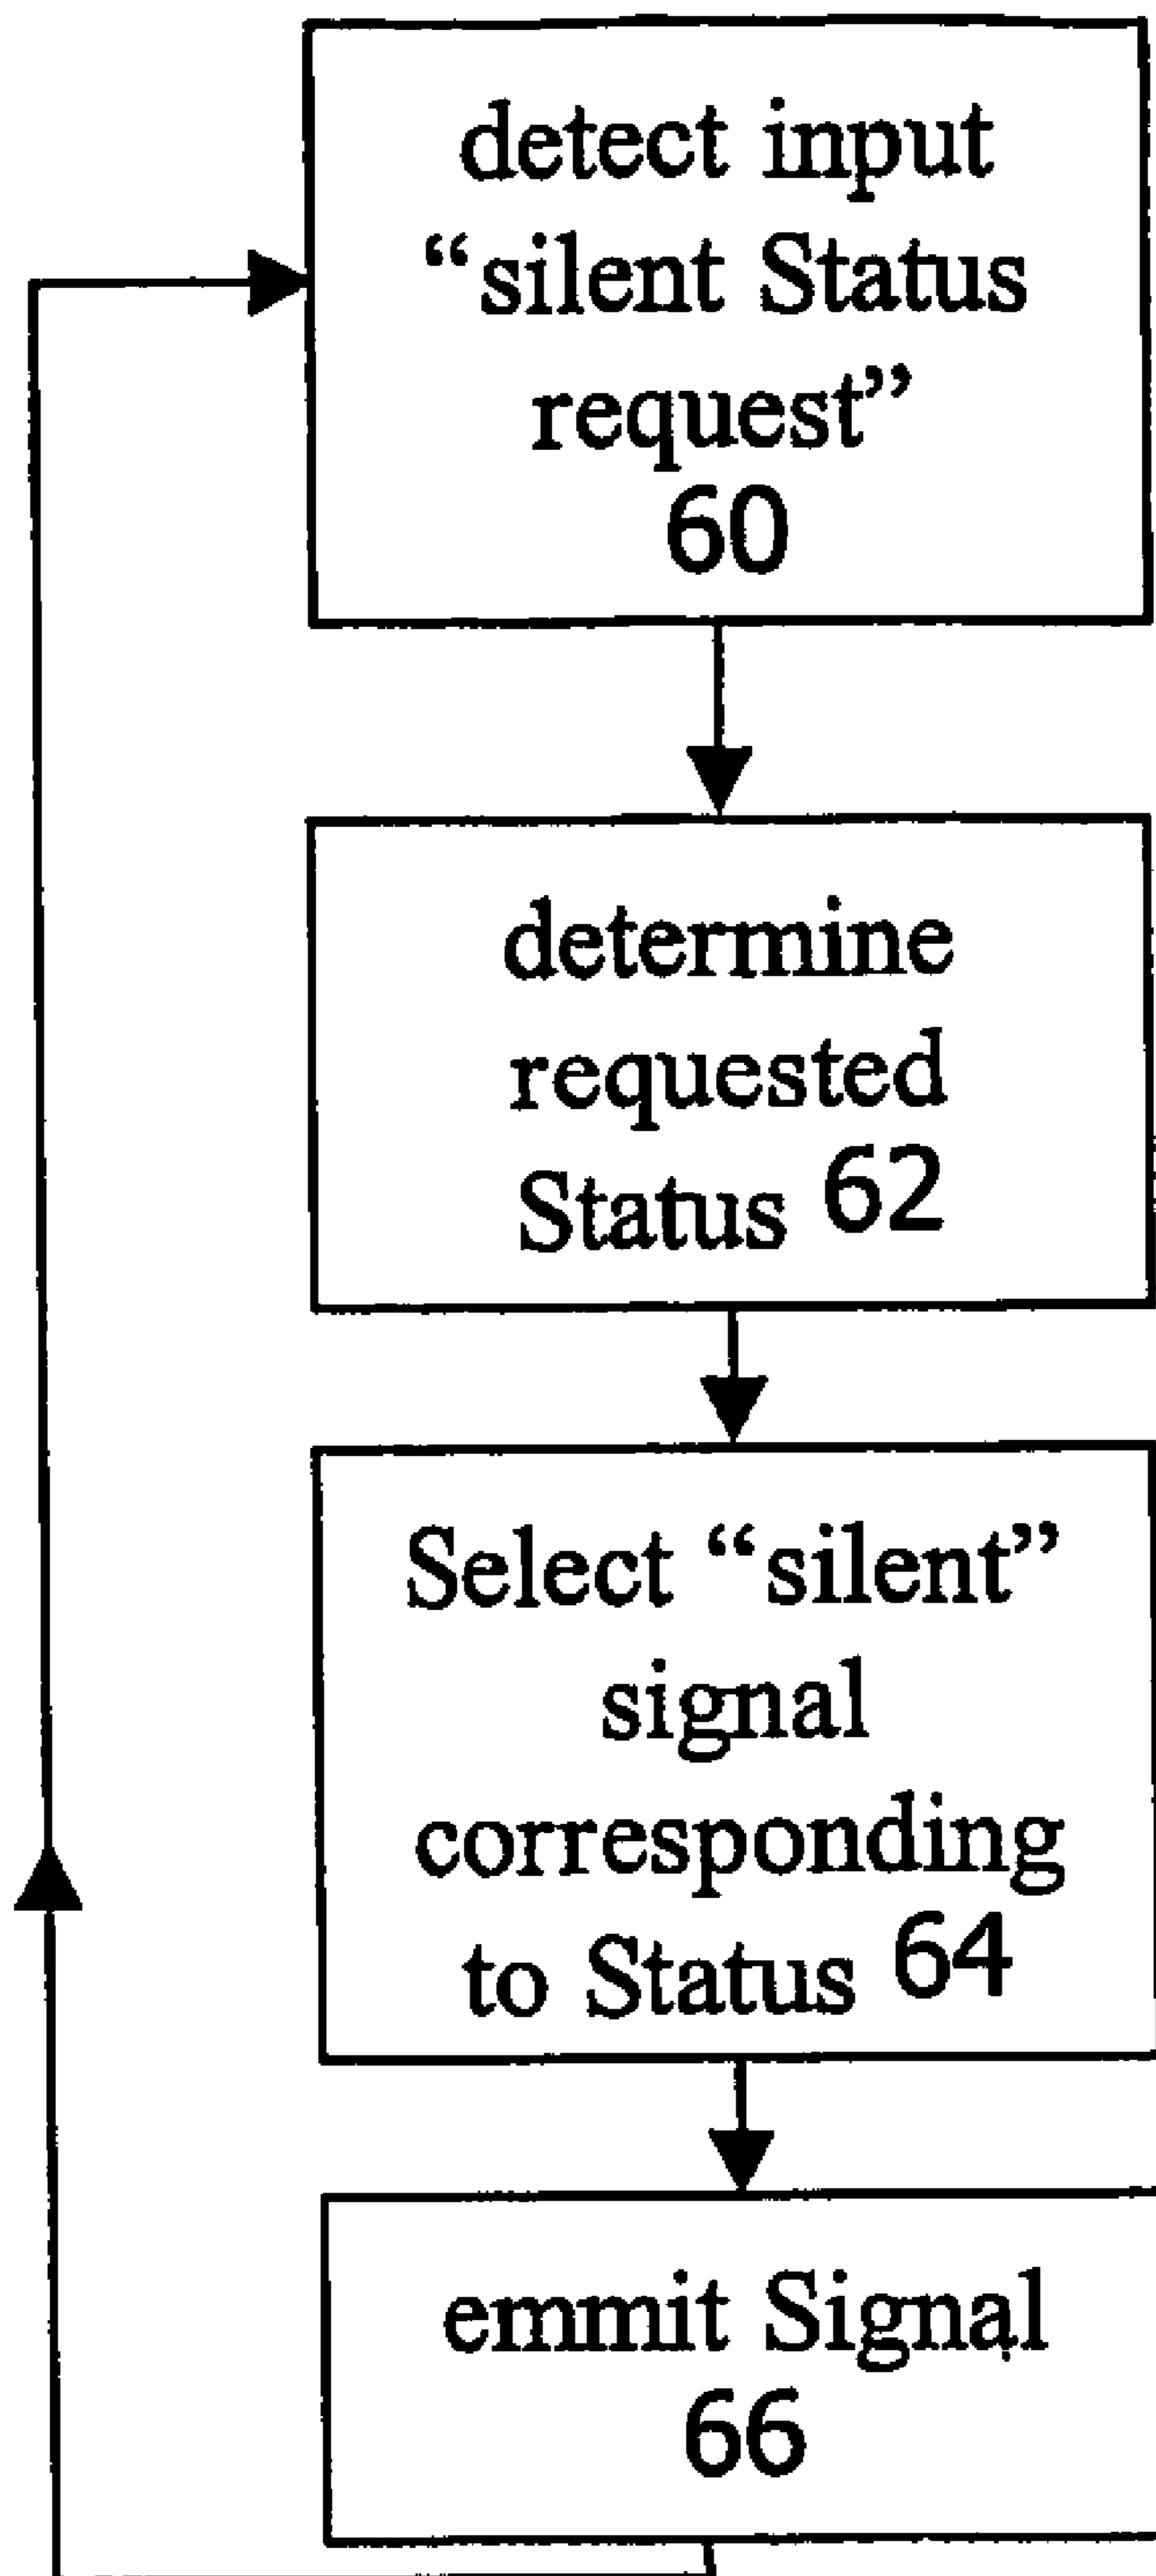 detect input
“silent Status
request”
60
determine
requested
Status 62
Select “silent”
signal
corresponding
to Status 64
emmit Signal
66